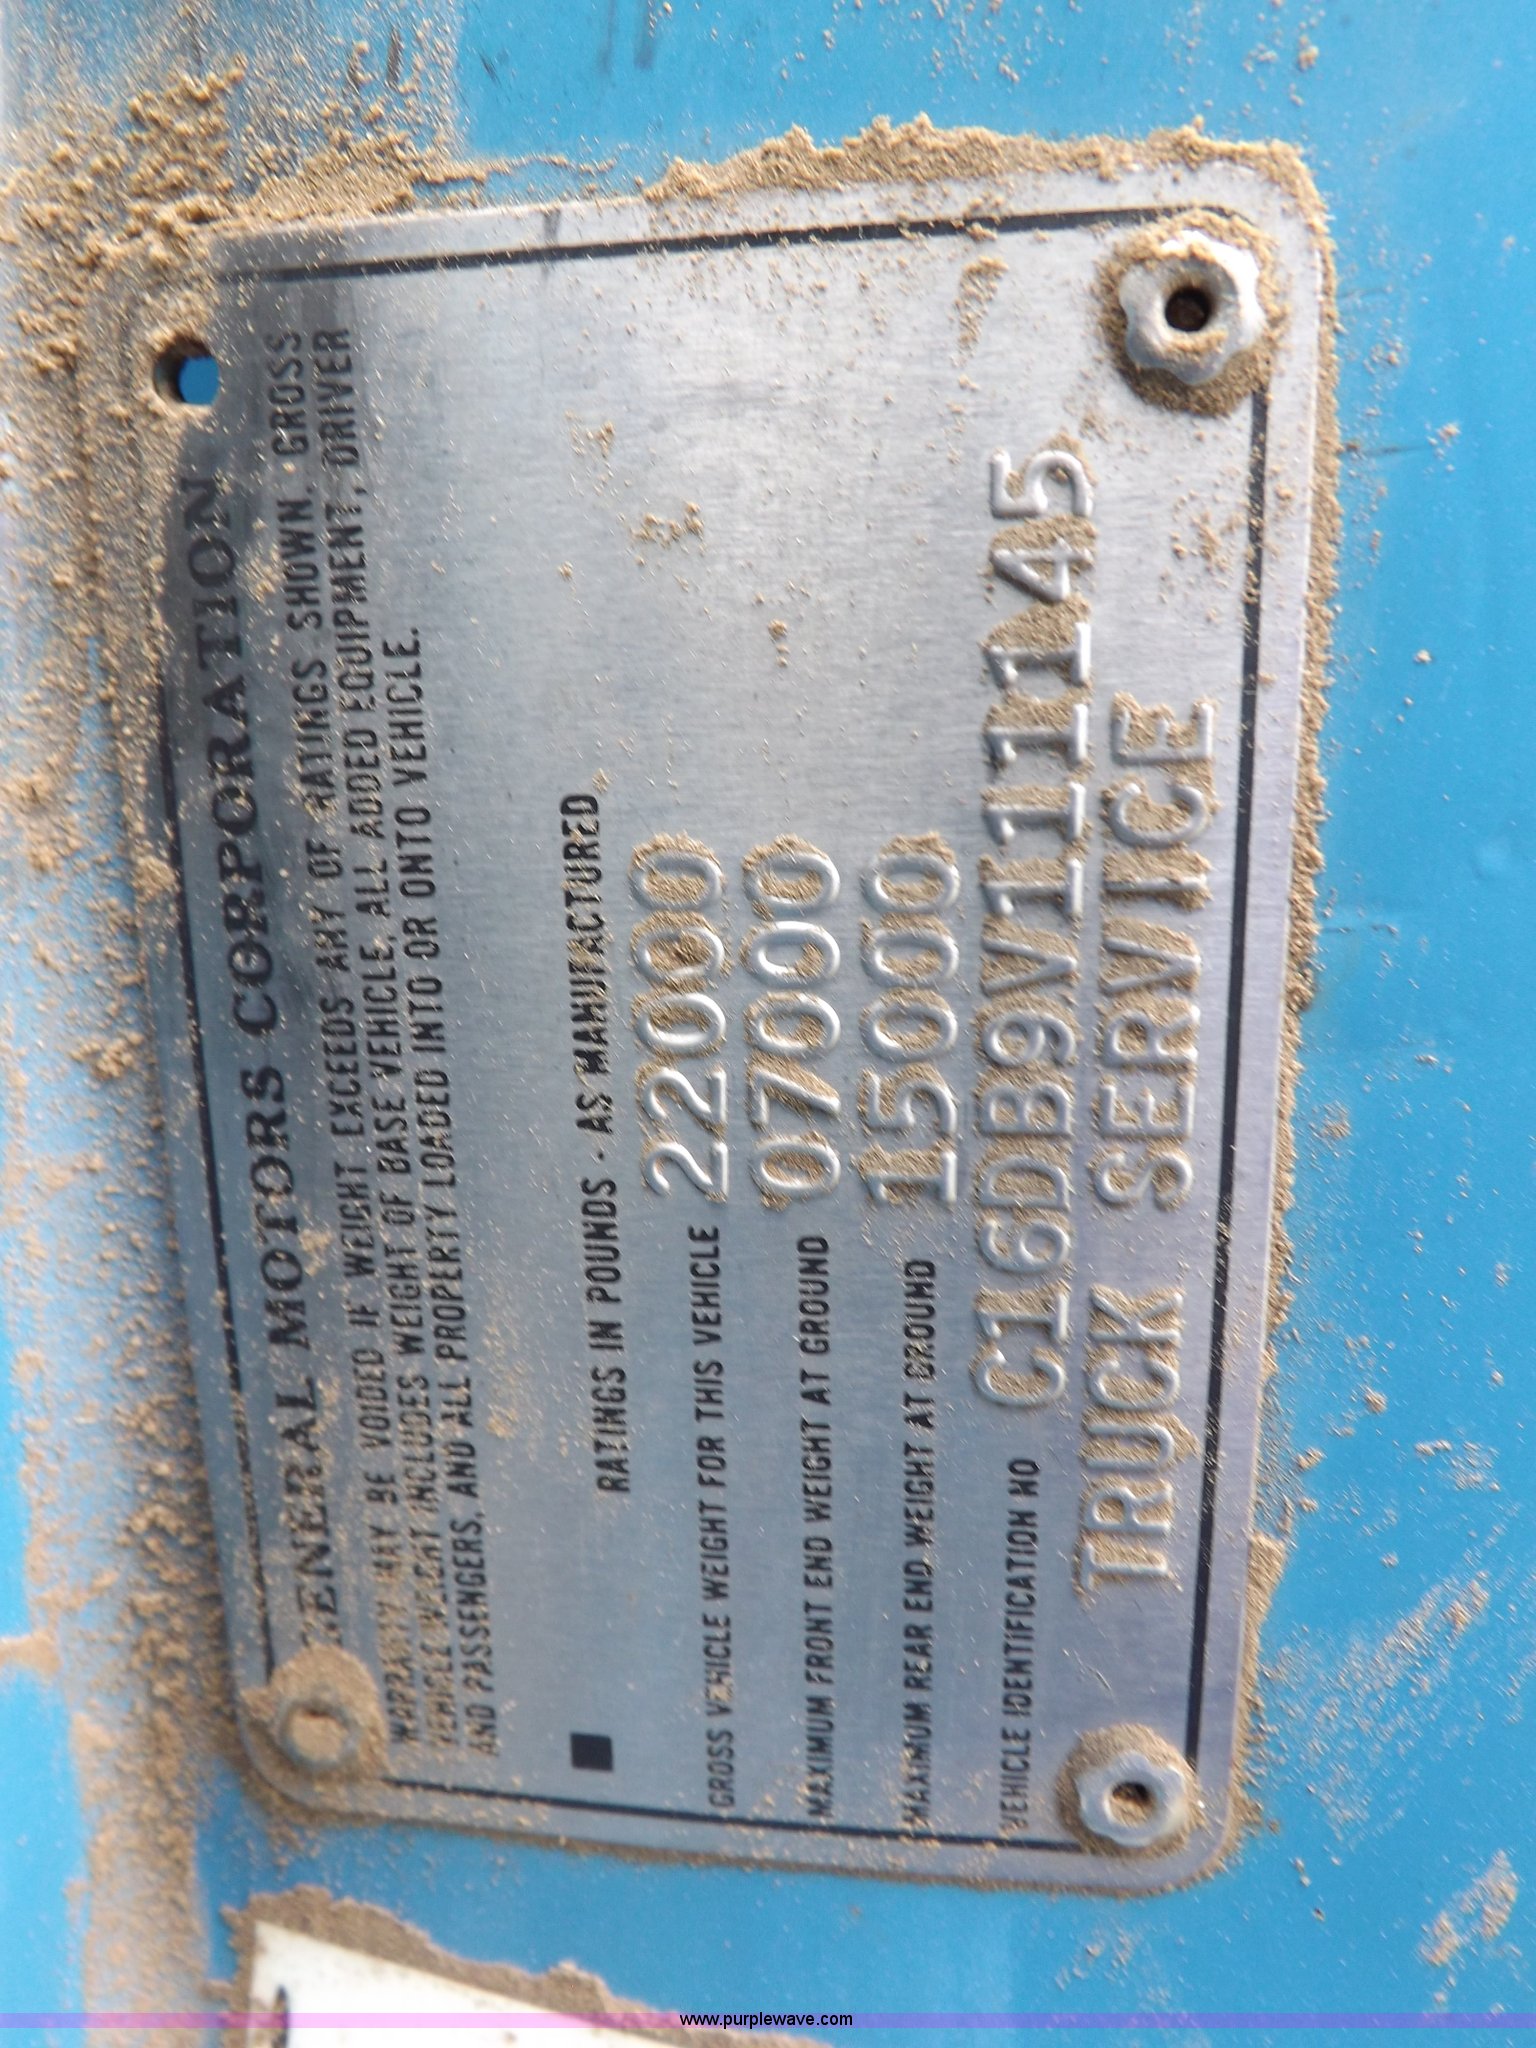 GENERAL MOTORS CORPORATION
WARRANTY MAY BE VOIDED IF WEIGHT EXCEEDS ANY OF RATINGS SHOWN. GROSS
VEHICLE WEIGHT INCLUDES WEIGHT OF BASE VEHICLE, ALL ADDED EQUIPMENT, DRIVER
AND PASSENGERS, AND ALL PROPERTY LOADED INTO OR ONTO VEHICLE.
RATINGS IN POUNDS - AS MANUFACTURED
GROSS VEHICLE WEIGHT FOR THIS VEHICLE 22000
MAXIMUM FRONT END WEIGHT AT GROUND 07000
MAXIMUM REAR END WEIGHT AT GROUND 15000
VEHICLE IDENTIFICATION NO C16DB9V111145
TRUCK SERVICE
www.purplewave.com